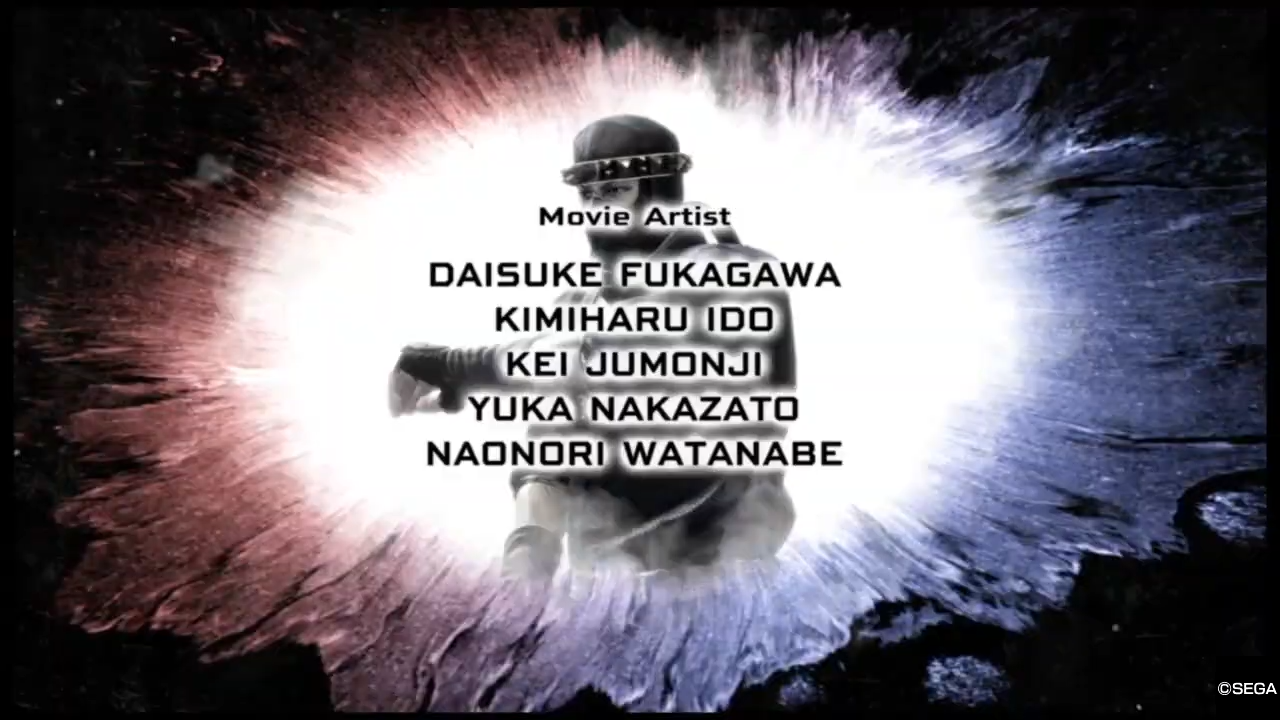 Movie Artist
DAISUKE FUKAGAWA
KIMIHARU IDO
KEI JUMONJI
YUKA NAKAZATO
NAONORI WATANABE
©SEGA